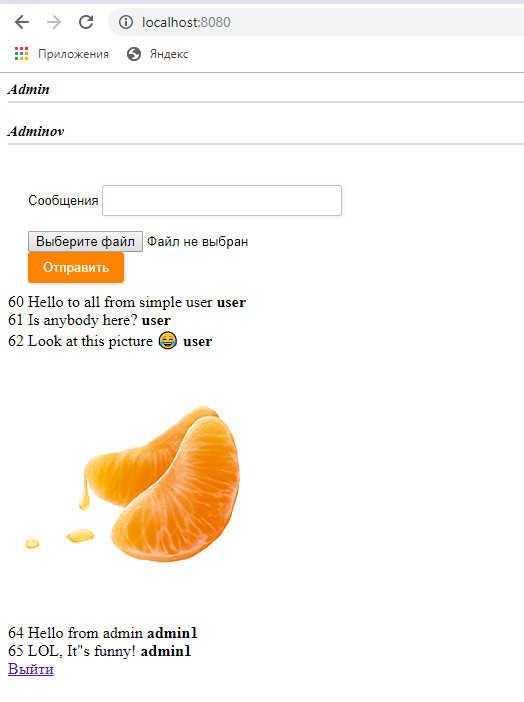 localhost:8080
Приложения Яндекс
Admin
Adminov
Сообщения
Выберите файл Файл не выбран
Отправить
60 Hello to all from simple user user
61 Is anybody here? user
62 Look at this picture 😂 user
64 Hello from admin admin1
65 LOL, It"s funny! admin1
Выйти